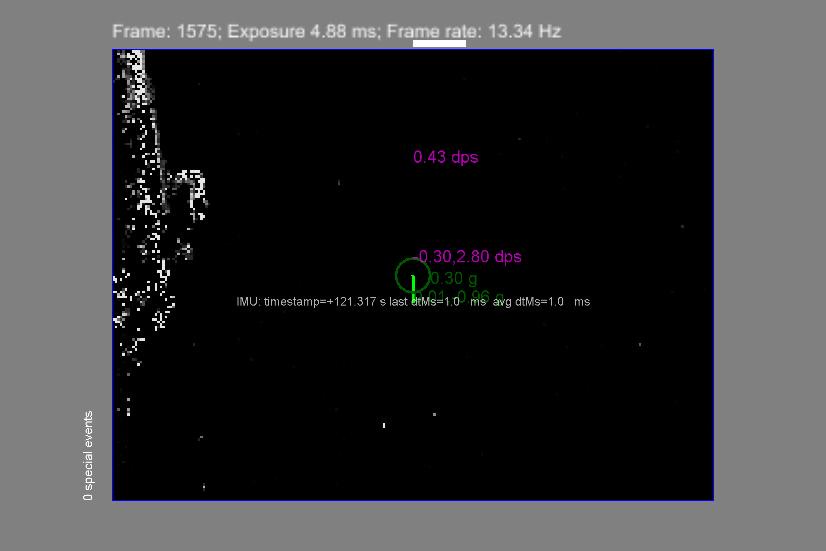 Frame: 1575; Exposure 4.88 ms; Frame rate: 13.34 Hz
0.43 dps
-0.30,2.80 dps
0.30 g
0.96 g
IMU: timestamp=+121.317 s last dtMs=1.0 ms avg dtMs=1.0 ms
0 special events